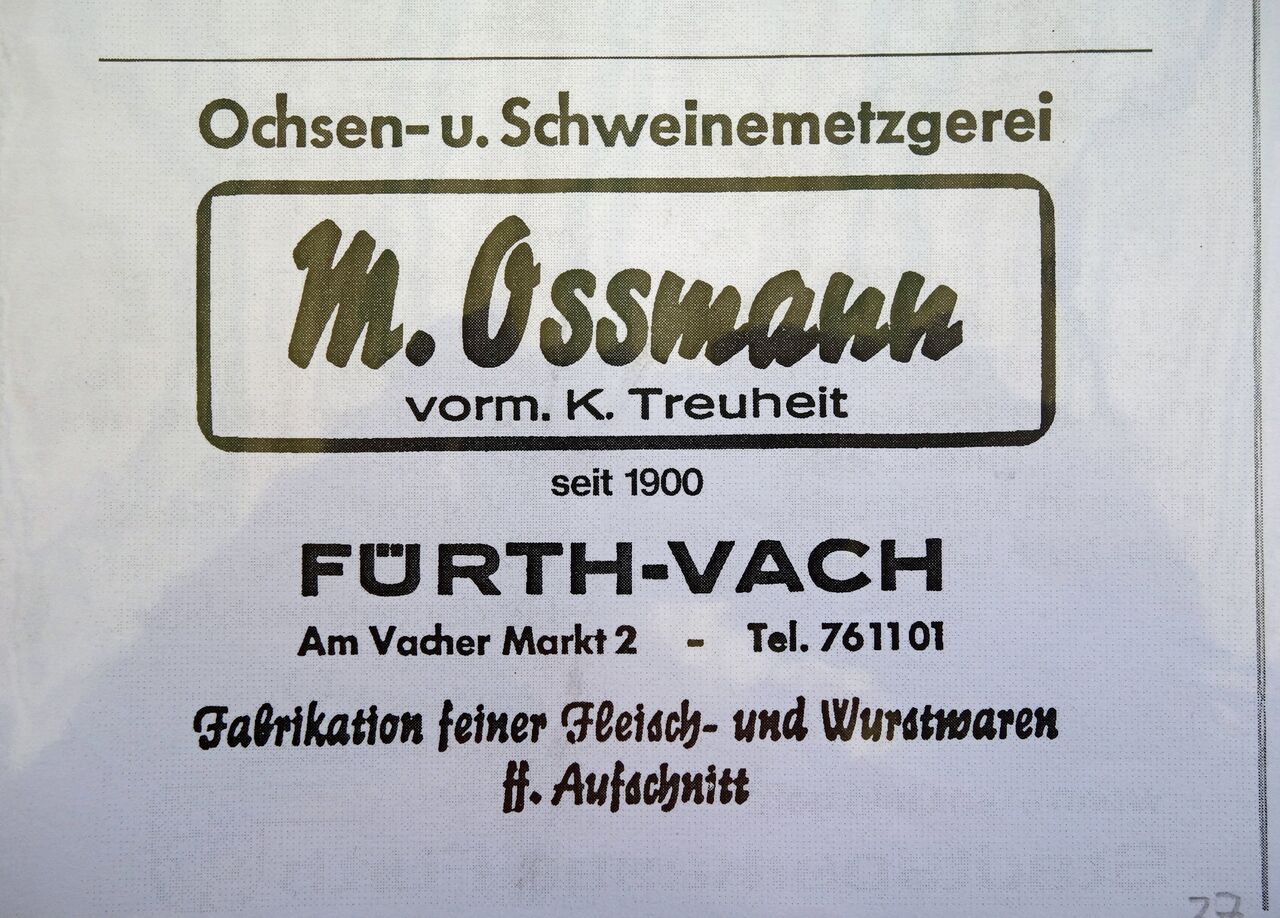 Ochsen- u. Schweinemetzgerei
M. Ossmann
vorm. K. Treuheit
seit 1900
FÜRTH-VACH
Am Vacher Markt 2 - Tel. 761101
Fabrikation feiner Fleisch- und Wurstwaren
ff. Aufschnitt